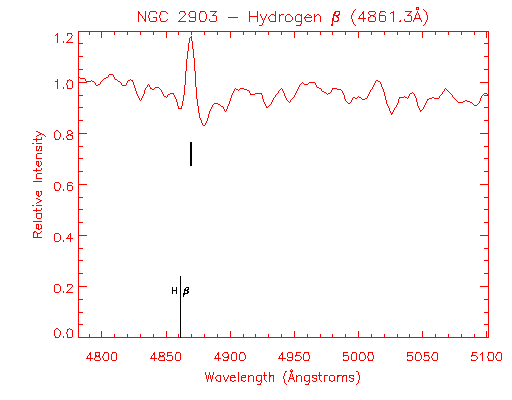 NGC 2903 – Hydrogen β (4861.3Å)
1.2
1.0
0.8
0.6
0.4
0.2
0.0
Relative Intensity
H β
4800 4850 4900 4950 5000 5050 5100
Wavelength (Ångstroms)